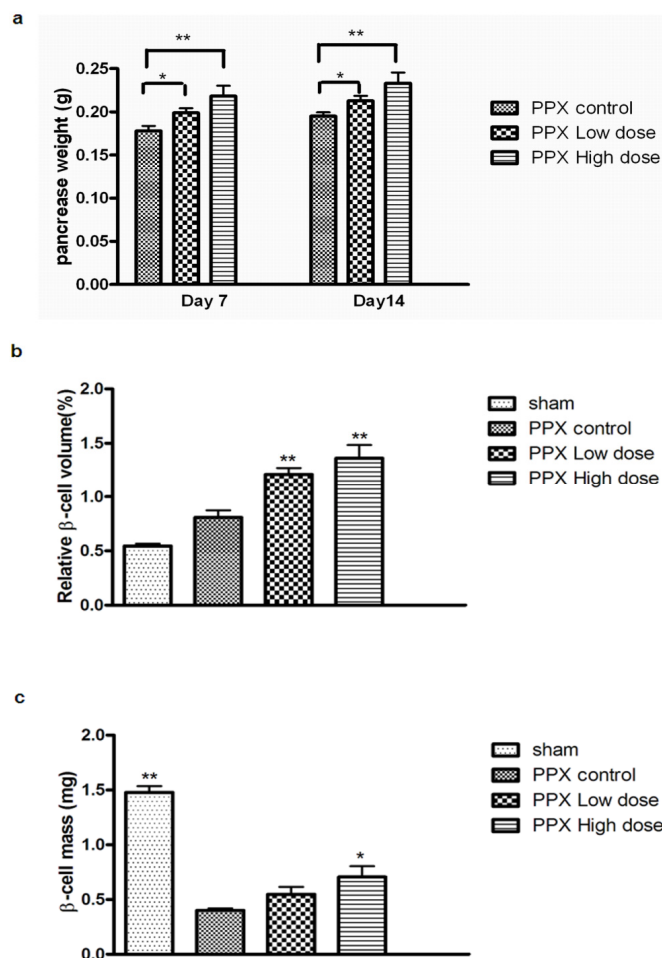 a
** **
* *
0.25
0.20
0.15
0.10
0.05
0.00
pancrease weight (g)
Day 7 Day14
PPX control
PPX Low dose
PPX High dose
b
2.0
1.5
1.0
0.5
0.0
Relative β-cell volume(%)
** **
sham
PPX control
PPX Low dose
PPX High dose
c
2.0
1.5
1.0
0.5
0.0
β-cell mass (mg)
** *
sham
PPX control
PPX Low dose
PPX High dose